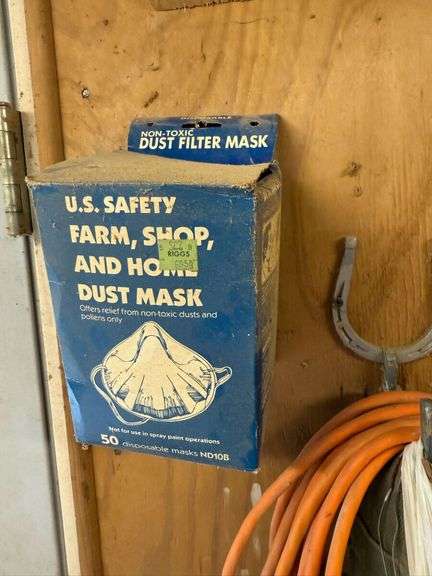 DISPOSABLE
NON-TOXIC
DUST FILTER MASK
U.S. SAFETY
FARM, SHOP,
AND HOME
DUST MASK
RIGGS
Offers relief from non-toxic dusts and
pollens only
Not for use in spray paint operations
50 disposable masks ND10B